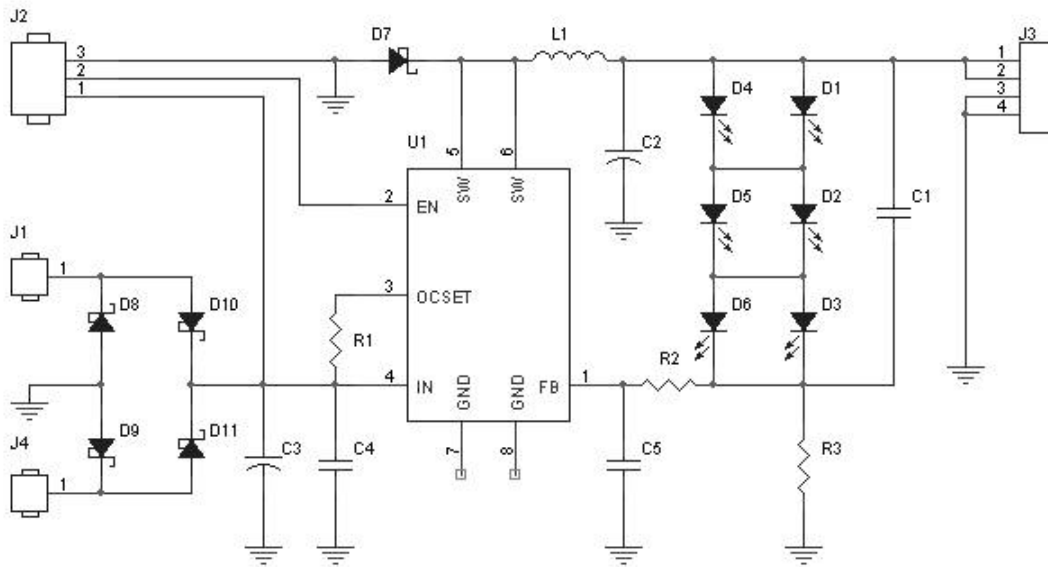 J2
D7
L1
J3
3
2
1
1
2
3
4
D4
D1
U1
5
6
C2
SW
SW
2
EN
D5
D2
C1
J1
1
D8
D10
3
OCSET
D6
D3
R1
R2
4
IN
GND
GND
FB
1
J4
D9
D11
1
C3
C4
7
8
C5
R3